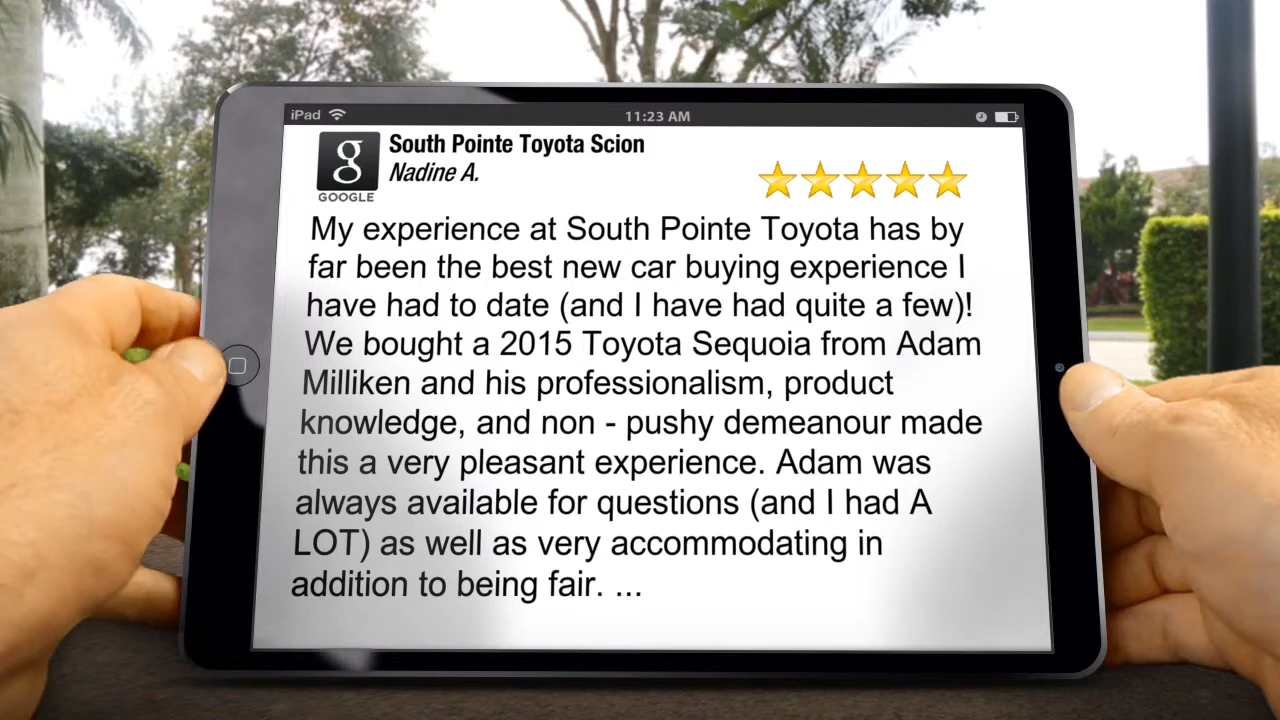 iPad 11:23 AM
g
GOOGLE
South Pointe Toyota Scion
Nadine A.
My experience at South Pointe Toyota has by
far been the best new car buying experience I
have had to date (and I have had quite a few)!
We bought a 2015 Toyota Sequoia from Adam
Milliken and his professionalism, product
knowledge, and non - pushy demeanour made
this a very pleasant experience. Adam was
always available for questions (and I had A
LOT) as well as very accommodating in
addition to being fair. ...